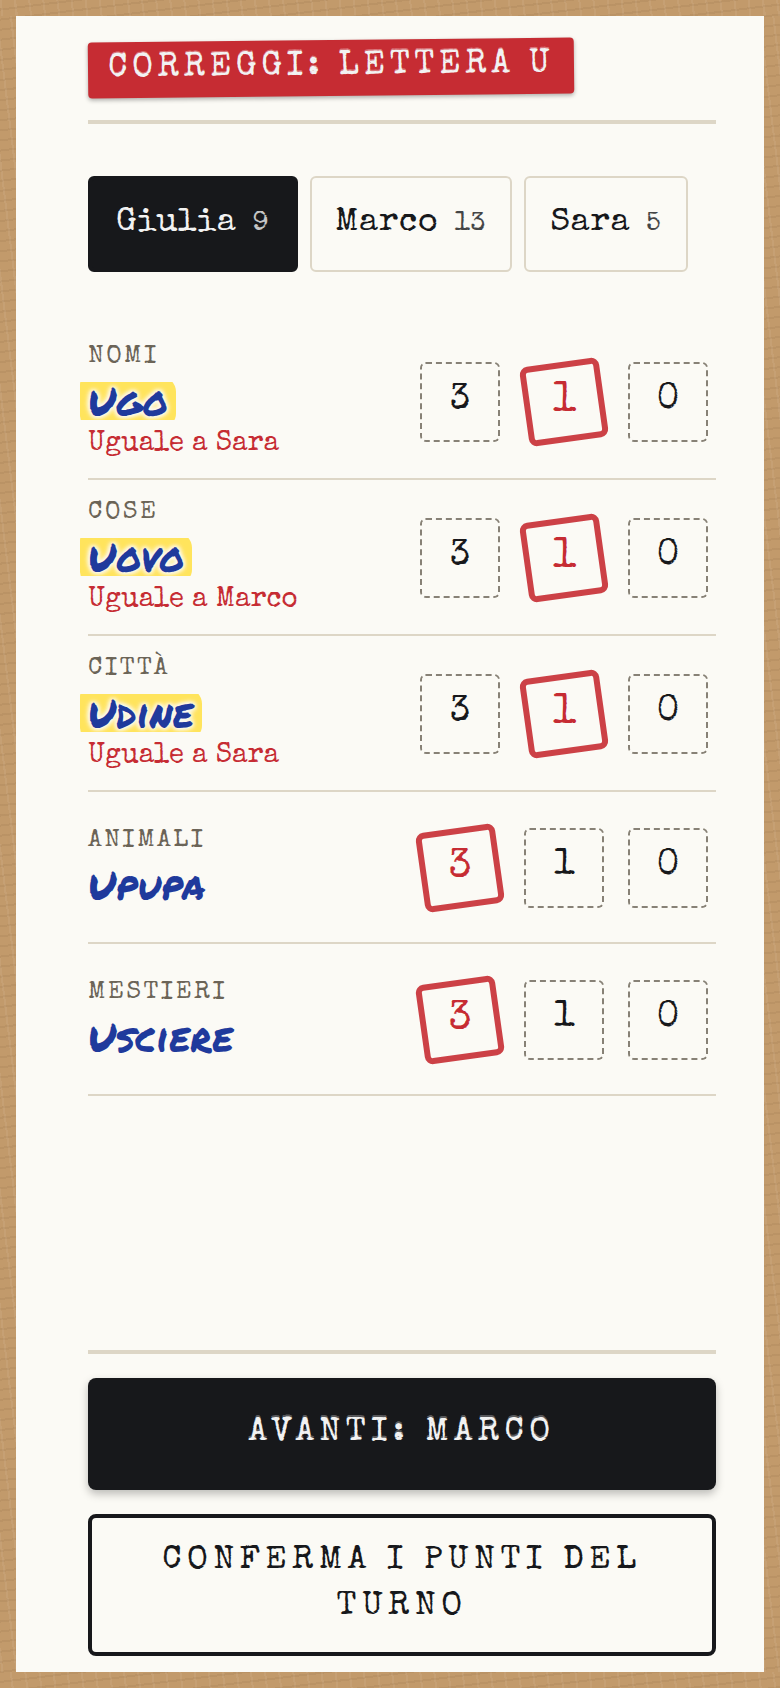 CORREGGI: LETTERA U
Giulia 9 Marco 13 Sara 5
NOMI
UGO 3 1 0
Uguale a Sara
COSE
UOVO 3 1 0
Uguale a Marco
CITTÀ
UDINE 3 1 0
Uguale a Sara
ANIMALI
UPUPA 3 1 0
MESTIERI
USCIERE 3 1 0
AVANTI: MARCO
CONFERMA I PUNTI DEL
TURNO